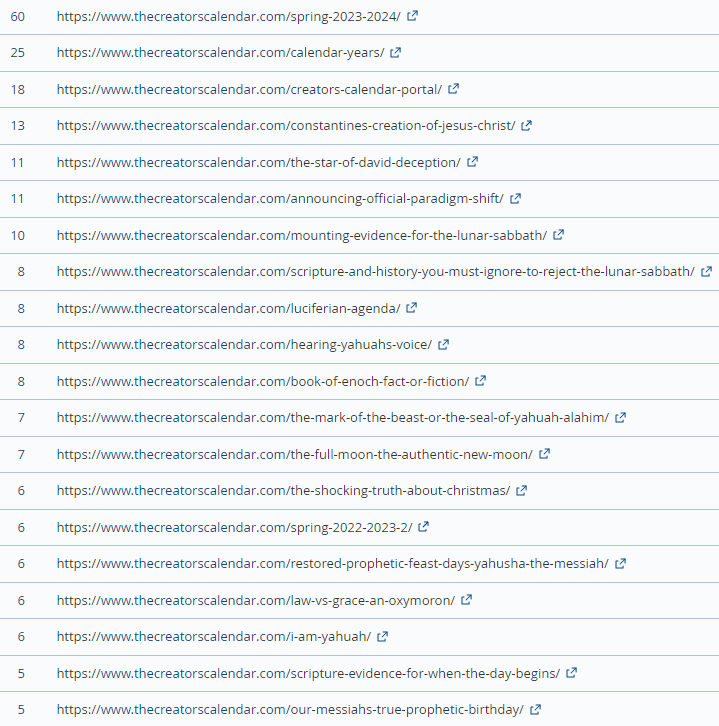 60 https://www.thecreatorscalendar.com/spring-2023-2024/
25 https://www.thecreatorscalendar.com/calendar-years/
18 https://www.thecreatorscalendar.com/creators-calendar-portal/
13 https://www.thecreatorscalendar.com/constantines-creation-of-jesus-christ/
11 https://www.thecreatorscalendar.com/the-star-of-david-deception/
11 https://www.thecreatorscalendar.com/announcing-official-paradigm-shift/
10 https://www.thecreatorscalendar.com/mounting-evidence-for-the-lunar-sabbath/
8 https://www.thecreatorscalendar.com/scripture-and-history-you-must-ignore-to-reject-the-lunar-sabbath/
8 https://www.thecreatorscalendar.com/luciferian-agenda/
8 https://www.thecreatorscalendar.com/hearing-yahuahs-voice/
8 https://www.thecreatorscalendar.com/book-of-enoch-fact-or-fiction/
7 https://www.thecreatorscalendar.com/the-mark-of-the-beast-or-the-seal-of-yahuah-alahim/
7 https://www.thecreatorscalendar.com/the-full-moon-the-authentic-new-moon/
6 https://www.thecreatorscalendar.com/the-shocking-truth-about-christmas/
6 https://www.thecreatorscalendar.com/spring-2022-2023-2/
6 https://www.thecreatorscalendar.com/restored-prophetic-feast-days-yahusha-the-messiah/
6 https://www.thecreatorscalendar.com/law-vs-grace-an-oxymoron/
6 https://www.thecreatorscalendar.com/i-am-yahuah/
5 https://www.thecreatorscalendar.com/scripture-evidence-for-when-the-day-begins/
5 https://www.thecreatorscalendar.com/our-messiahs-true-prophetic-birthday/